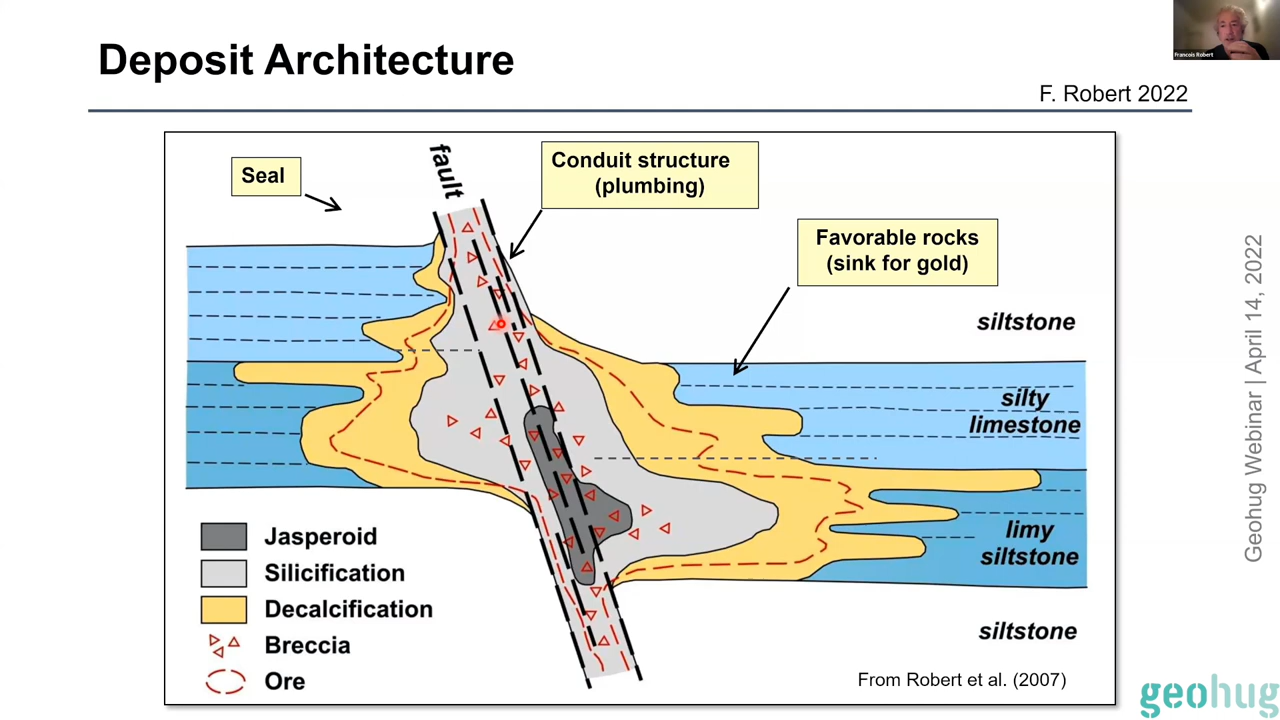 Deposit Architecture
Francois Robert
F. Robert 2022
Seal
fault
Conduit structure
(plumbing)
Favorable rocks
(sink for gold)
siltstone
silty
limestone
limy
siltstone
siltstone
Jasperoid
Silicification
Decalcification
Breccia
Ore
From Robert et al. (2007)
Geohug Webinar | April 14, 2022
geohug